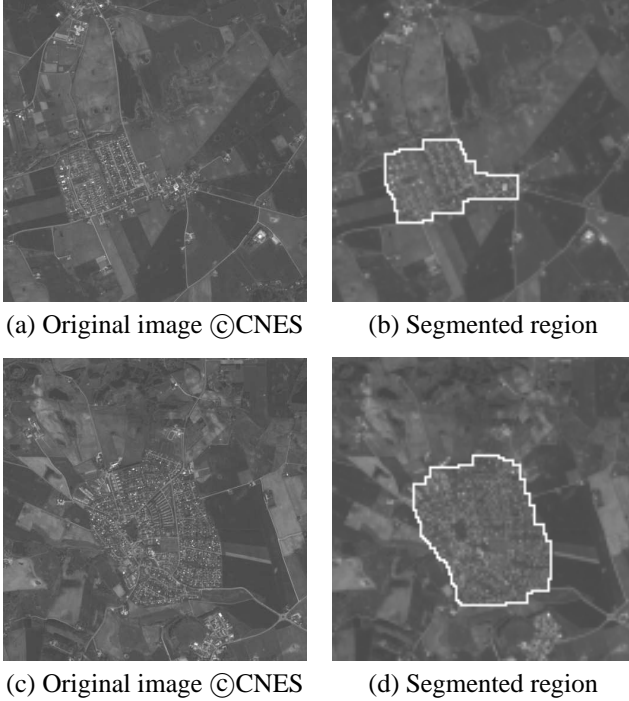 (a) Original image ©CNES
(b) Segmented region
(c) Original image ©CNES
(d) Segmented region